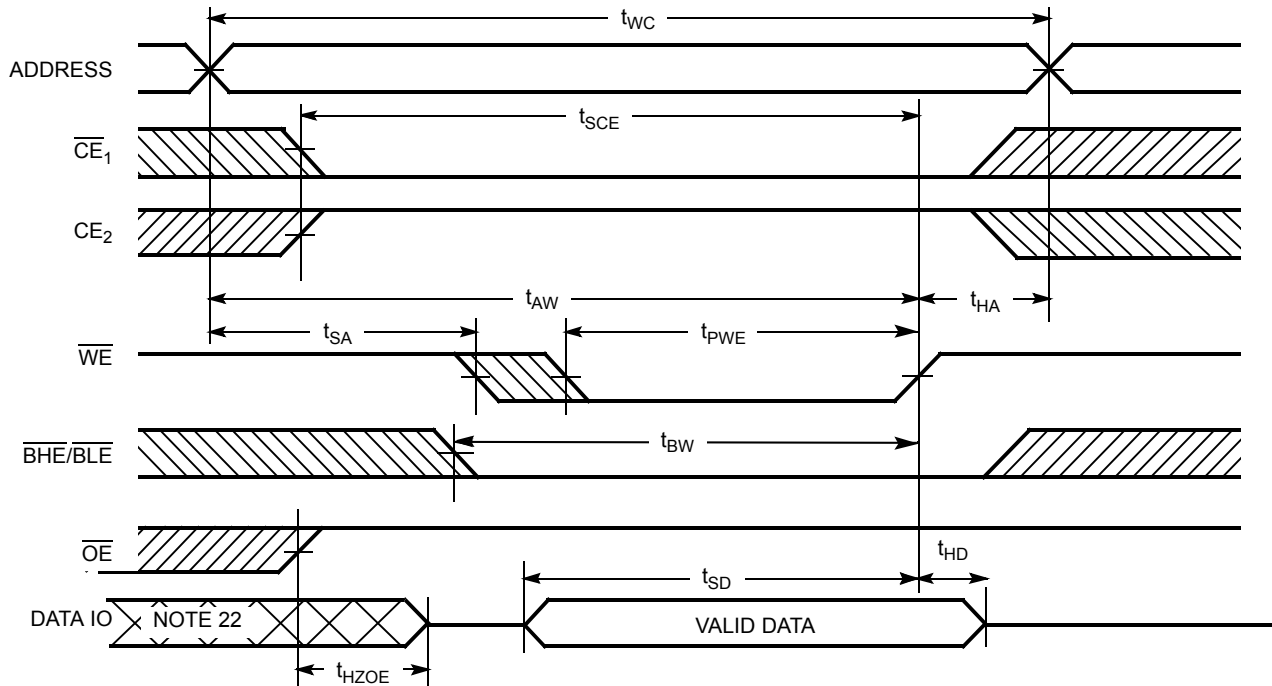 tWC
ADDRESS
tSCE
CE1
CE2
tAW
tHA
tSA
tPWE
WE
tBW
BHE/BLE
OE
tHD
tSD
DATA IO
NOTE 22
VALID DATA
tHZOE